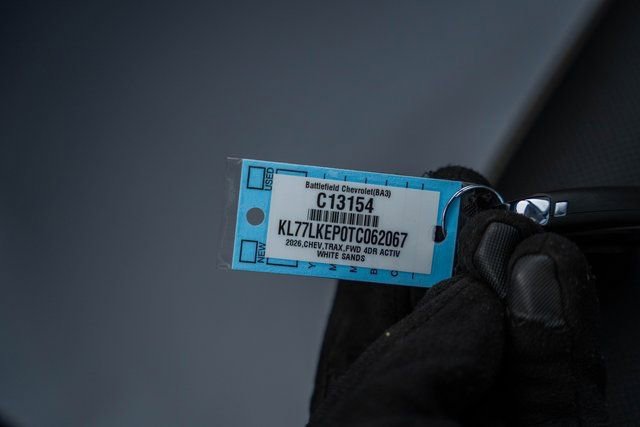 Battlefield Chevrolet(BA3)
C13154
KL77LKEP0TC062067
2026,CHEV,TRAX,FWD 4DR ACTIV
WHITE SANDS
USED
NEW